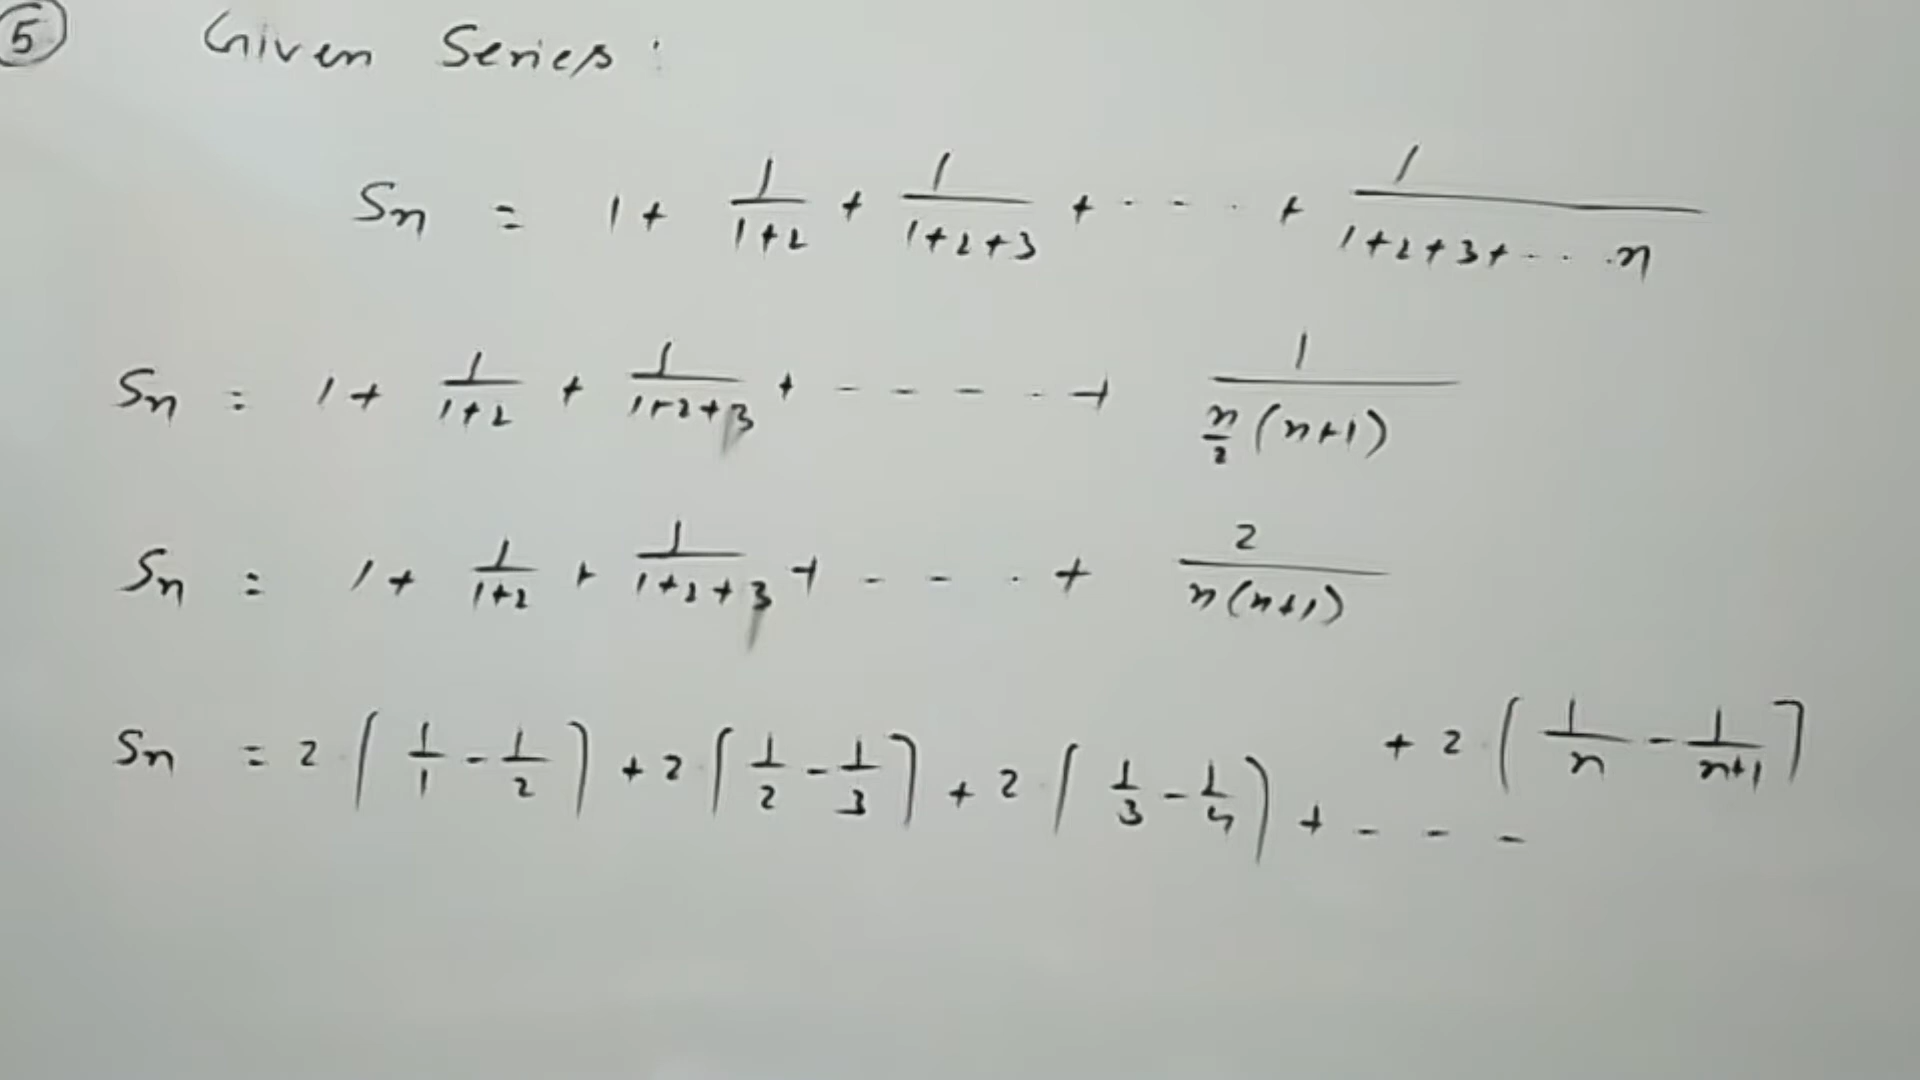 5 Given Series:
Sn = 1 + 1/(1+2) + 1/(1+2+3) + - - - - + 1/(1+2+3+ - - - n)
Sn = 1 + 1/(1+2) + 1/(1+2+3) + - - - - + 1/(n/2 (n+1))
Sn = 1 + 1/(1+2) + 1/(1+2+3) + - - - + 2/(n(n+1))
Sn = 2 [1/1 - 1/2] + 2 [1/2 - 1/3] + 2 [1/3 - 1/4] + - - - + 2 [1/n - 1/(n+1)]